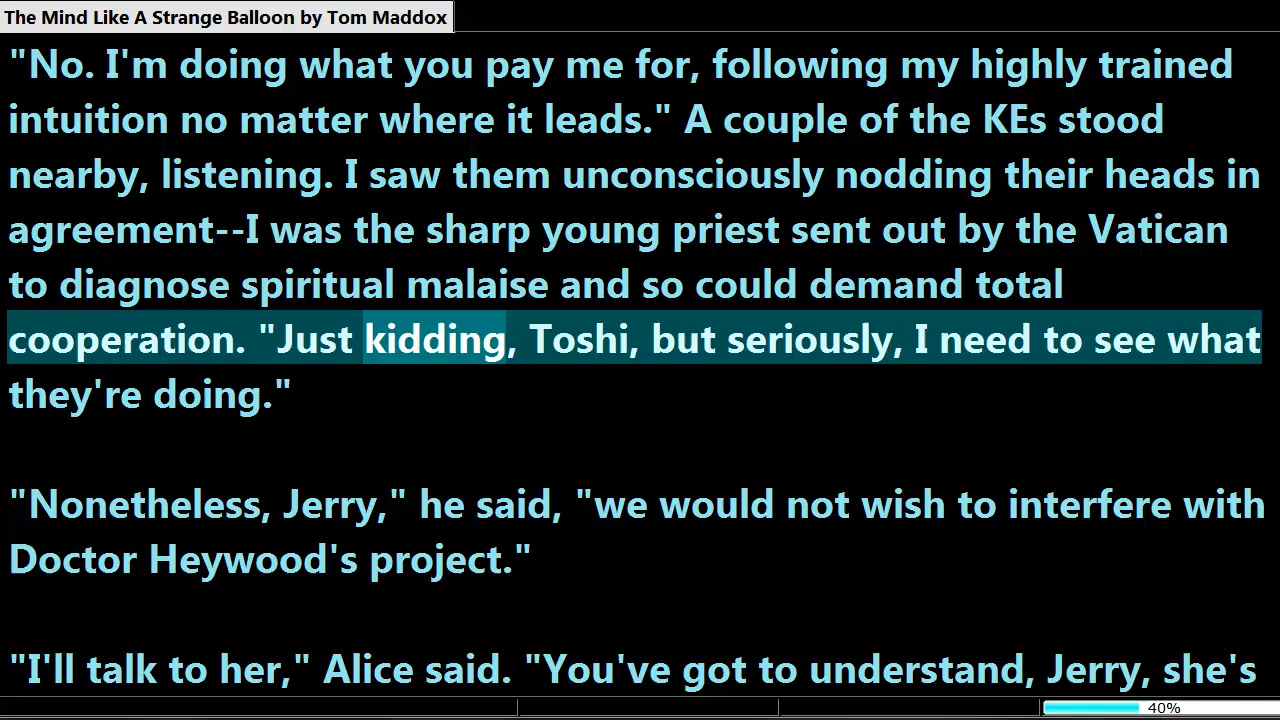 The Mind Like A Strange Balloon by Tom Maddox
"No. I'm doing what you pay me for, following my highly trained
intuition no matter where it leads." A couple of the KEs stood
nearby, listening. I saw them unconsciously nodding their heads in
agreement--I was the sharp young priest sent out by the Vatican
to diagnose spiritual malaise and so could demand total
cooperation. "Just kidding, Toshi, but seriously, I need to see what
they're doing."
"Nonetheless, Jerry," he said, "we would not wish to interfere with
Doctor Heywood's project."
"I'll talk to her," Alice said. "You've got to understand, Jerry, she's
40%